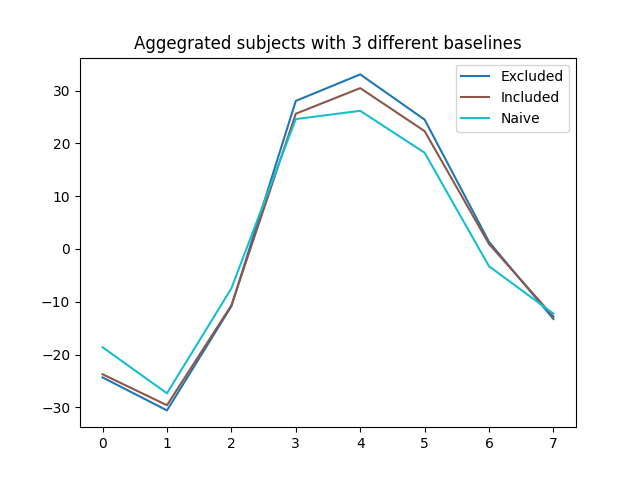 Aggegrated subjects with 3 different baselines
Excluded
Included
Naive
30
20
10
0
−10
−20
−30
0 1 2 3 4 5 6 7